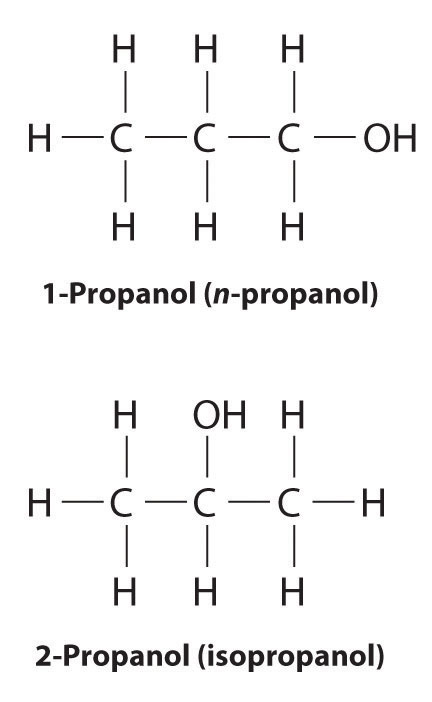 H H H
H C C C OH
H H H
1-Propanol (n-propanol)
H OH H
H C C C H
H H H
2-Propanol (isopropanol)